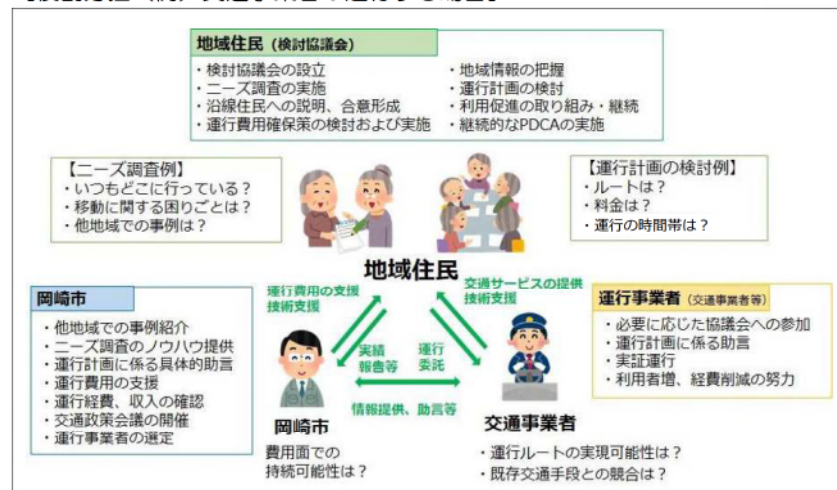 地域住民（検討協議会）
・検討協議会の設立
・ニーズ調査の実施
・沿線住民への説明、合意形成
・運行費用確保策の検討および実施
・地域情報の把握
・運行計画の検討
・利用促進の取り組み・継続
・継続的なPDCAの実施
【ニーズ調査例】
・いつもどこに行っている？
・移動に関する困りごとは？
・他地域での事例は？
【運行計画の検討例】
・ルートは？
・料金は？
・運行の時間帯は？
地域住民
岡崎市
・他地域での事例紹介
・ニーズ調査のノウハウ提供
・運行計画に係る具体的助言
・運行費用の支援
・運行経費、収入の確認
・交通政策会議の開催
・運行事業者の選定
運行費用の支援
技術支援
交通サービスの提供
技術支援
実績
報告等
運行
委託
情報提供、助言等
運行事業者（交通事業者等）
・必要に応じた協議会への参加
・運行計画に係る助言
・実証運行
・利用者増、経費削減の努力
岡崎市
費用面での
持続可能性は？
交通事業者
・運行ルートの実現可能性は？
・既存交通手段との競合は？